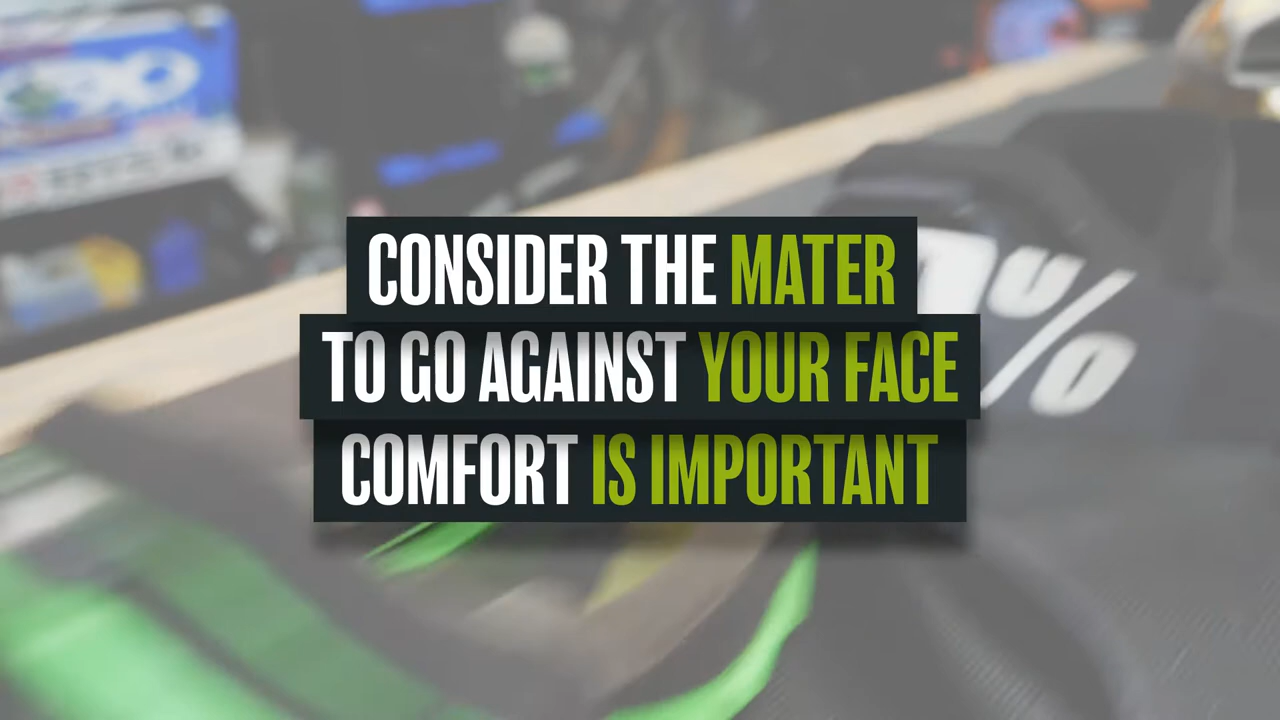 CONSIDER THE MATER
TO GO AGAINST YOUR FACE
COMFORT IS IMPORTANT
%